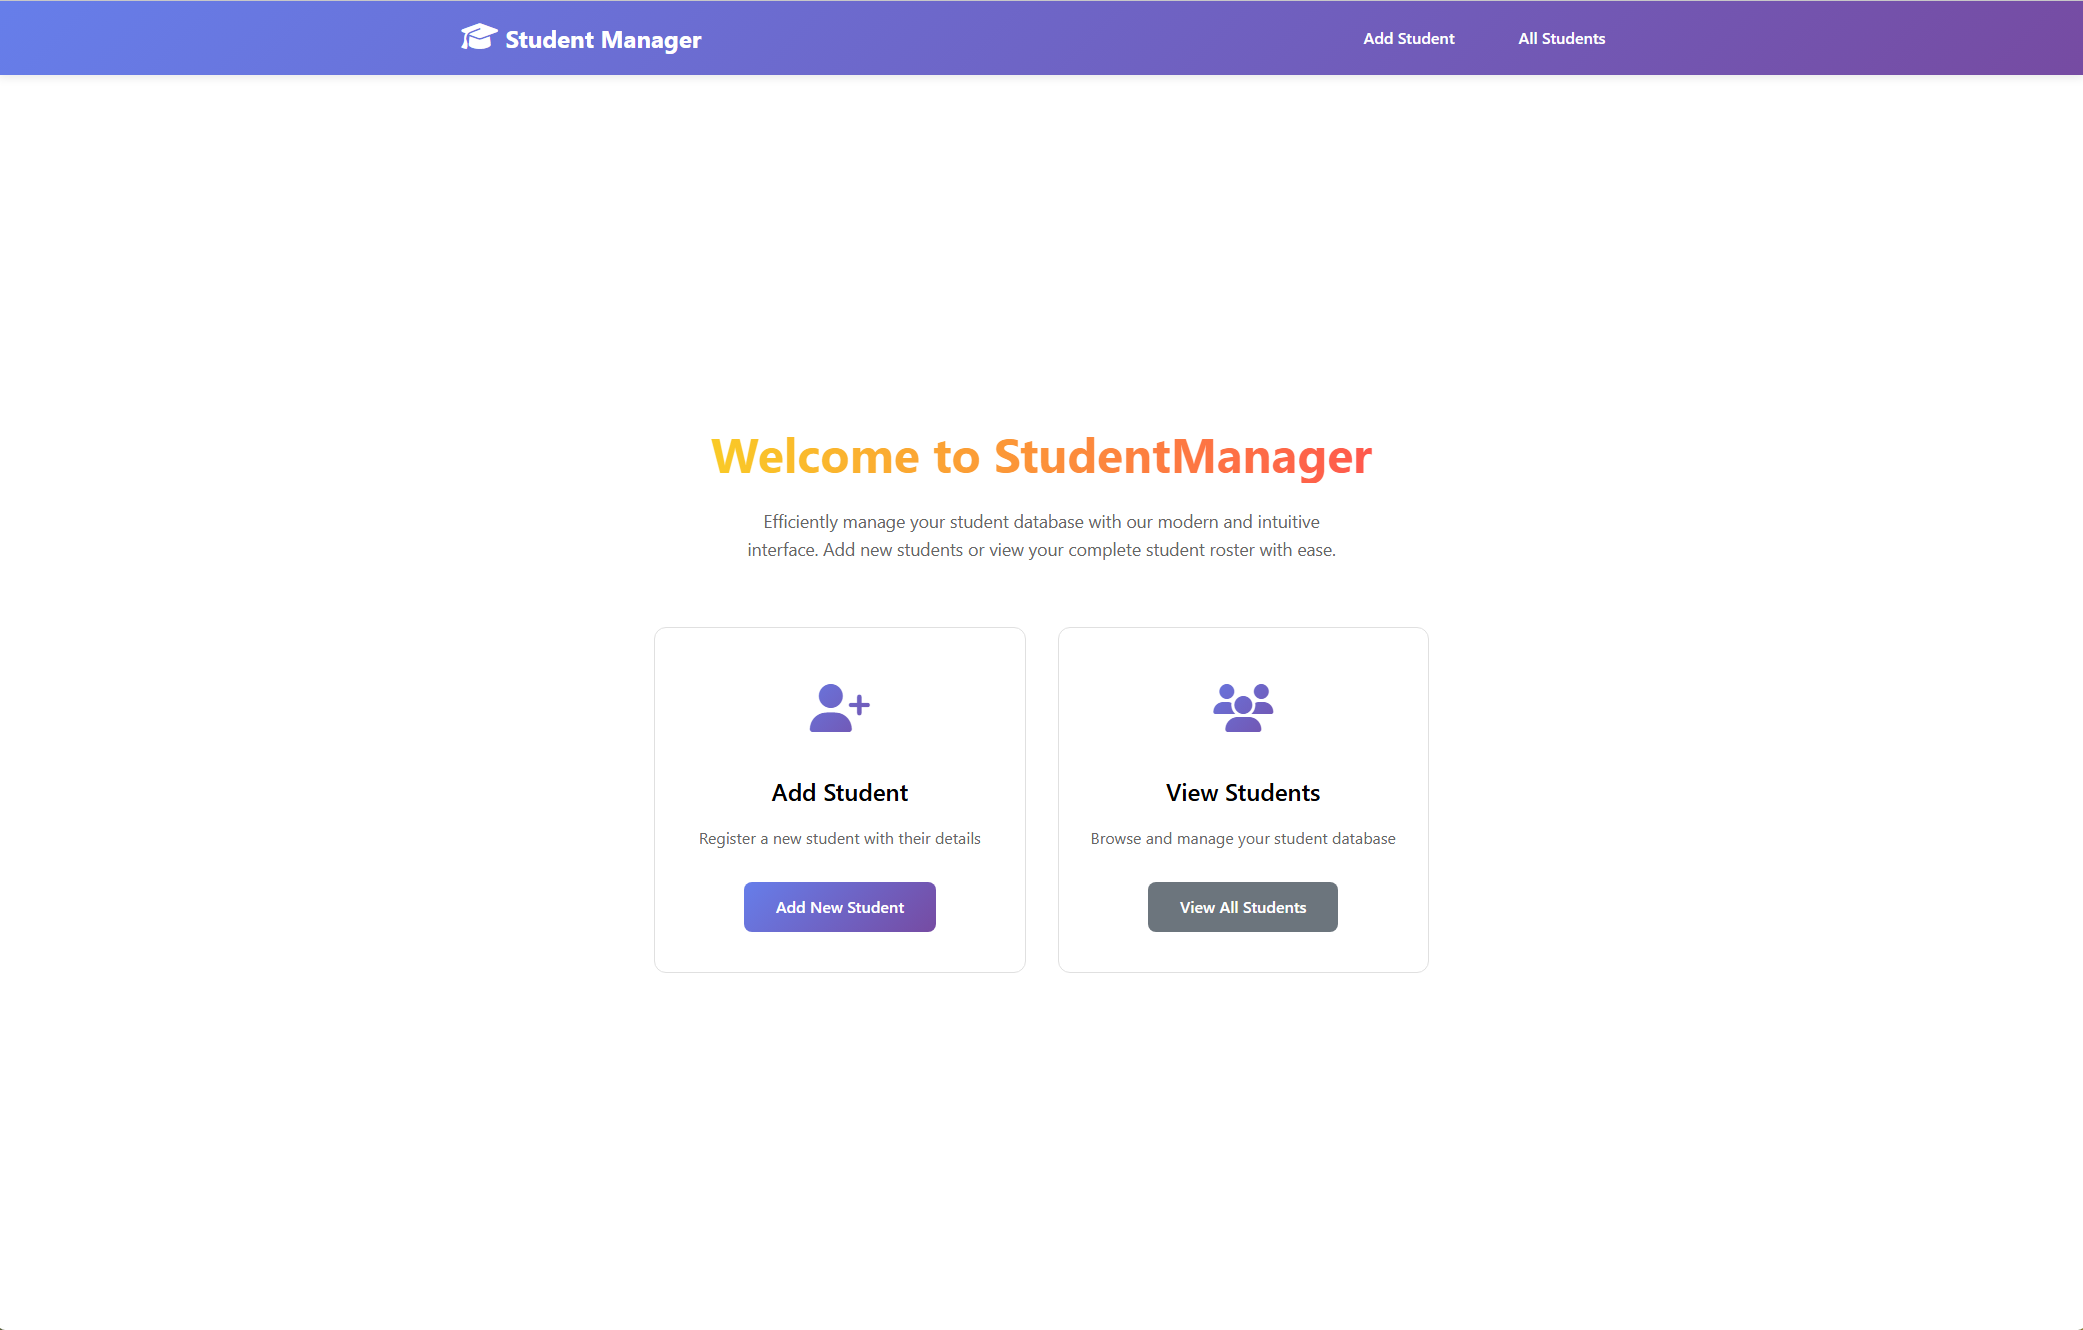 Student Manager
Add Student
All Students
Welcome to StudentManager
Efficiently manage your student database with our modern and intuitive
interface. Add new students or view your complete student roster with ease.
Add Student
Register a new student with their details
Add New Student
View Students
Browse and manage your student database
View All Students